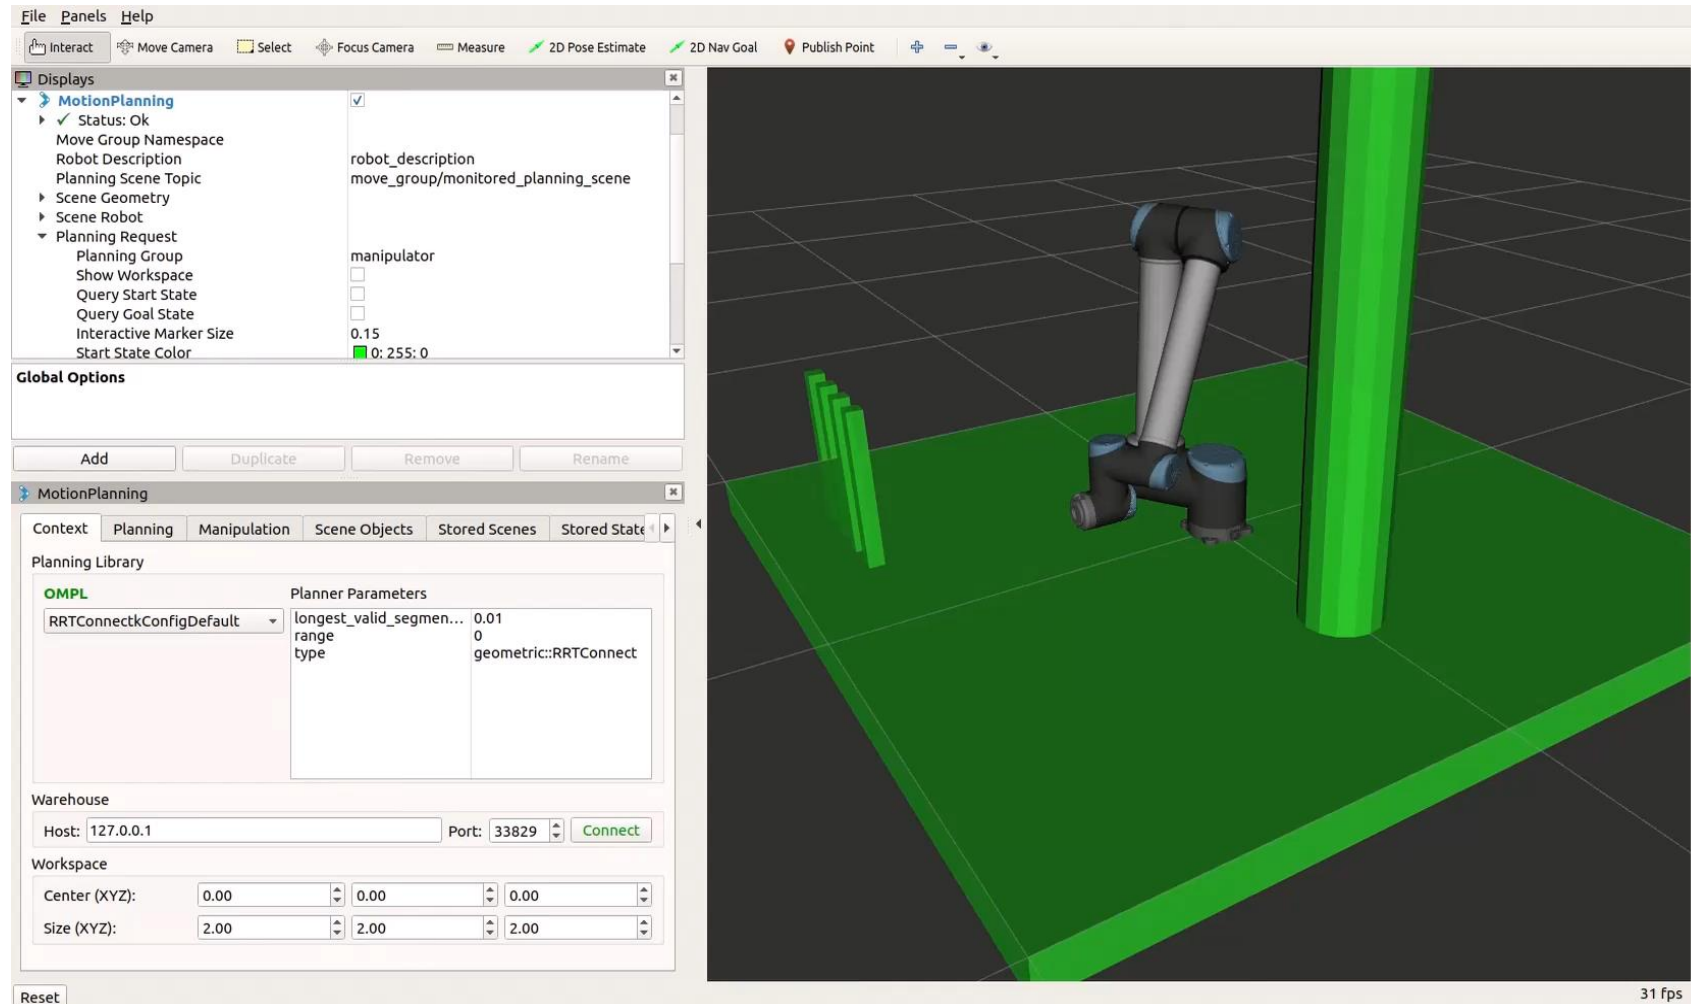 File Panels Help
Interact Move Camera Select Focus Camera Measure 2D Pose Estimate 2D Nav Goal Publish Point
Displays
MotionPlanning
Status: Ok
Move Group Namespace
Robot Description robot_description
Planning Scene Topic move_group/monitored_planning_scene
Scene Geometry
Scene Robot
Planning Request
Planning Group manipulator
Show Workspace
Query Start State
Query Goal State
Interactive Marker Size 0.15
Start State Color 0; 255; 0
Global Options
Add Duplicate Remove Rename
MotionPlanning
Context Planning Manipulation Scene Objects Stored Scenes Stored State
Planning Library
OMPL Planner Parameters
RRTConnectkConfigDefault longest_valid_segmen... 0.01
range 0
type geometric::RRTConnect
Warehouse
Host: 127.0.0.1 Port: 33829 Connect
Workspace
Center (XYZ): 0.00 0.00 0.00
Size (XYZ): 2.00 2.00 2.00
Reset 31 fps